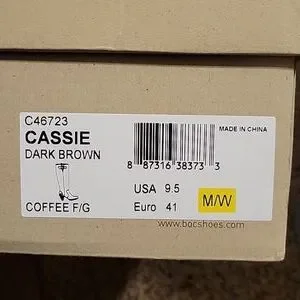 C46723
CASSIE
DARK BROWN
COFFEE F/G
8 87316 38373 3
MADE IN CHINA
USA 9.5
Euro 41
M/W
www.bocshoes.com